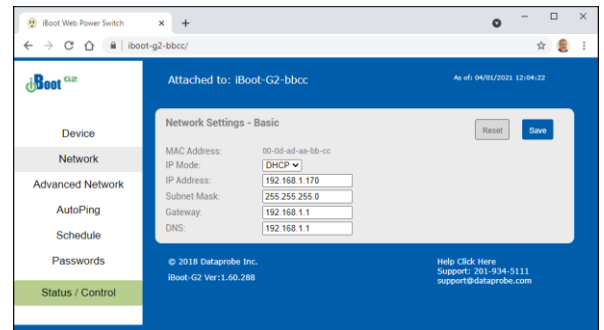 iBoot Web Power Switch
iboot-g2-bbcc/
iBoot G2
Attached to: iBoot-G2-bbcc
As of: 04/01/2021 12:04:22
Device
Network
Advanced Network
AutoPing
Schedule
Passwords
Status / Control
Network Settings - Basic
Reset
Save
MAC Address: 00-0d-ad-aa-bb-cc
IP Mode: DHCP
IP Address: 192.168.1.170
Subnet Mask: 255.255.255.0
Gateway: 192.168.1.1
DNS: 192.168.1.1
© 2018 Dataprobe Inc.
iBoot-G2 Ver:1.60.288
Help Click Here
Support: 201-934-5111
support@dataprobe.com